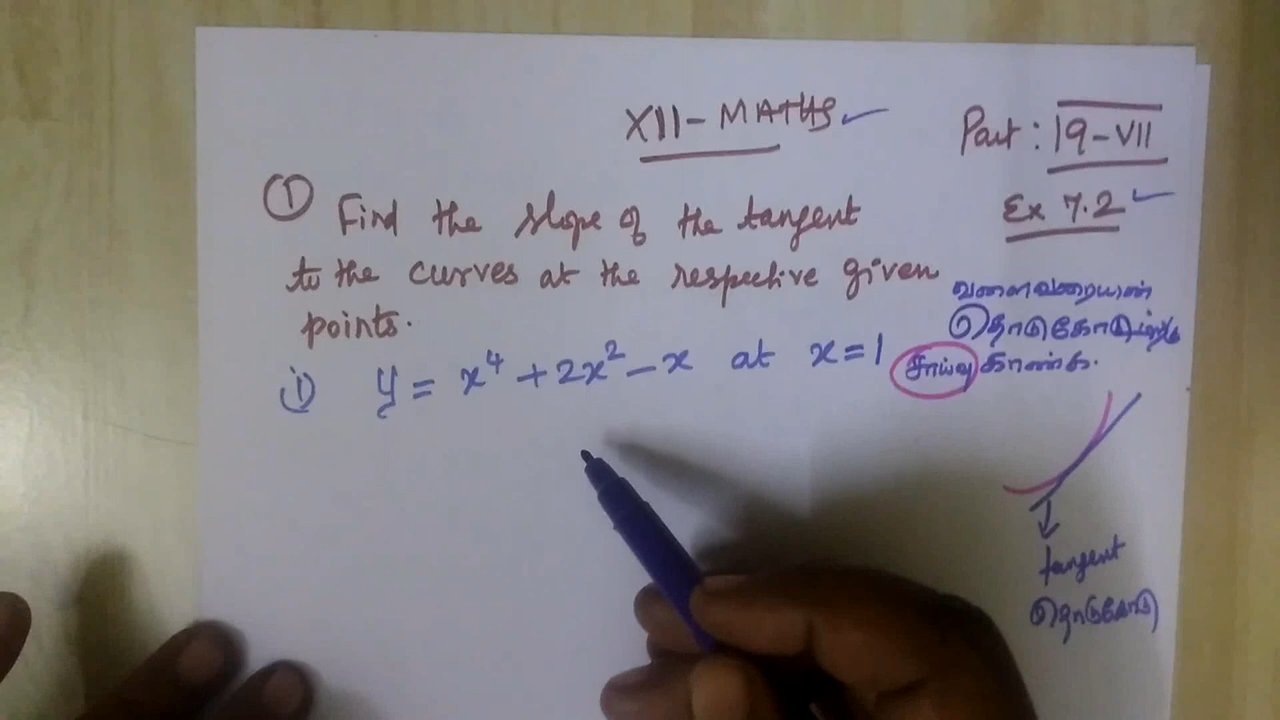 XII - MATHS
Part: 19-VII
Ex 7.2
① Find the slope of the tangent
to the curves at the respective given
points.
வளைவரையின்
தொடுகோட்டின்
சாய்வு காண்க.
i) y = x⁴ + 2x² - x at x = 1
tangent
தொடுகோடு